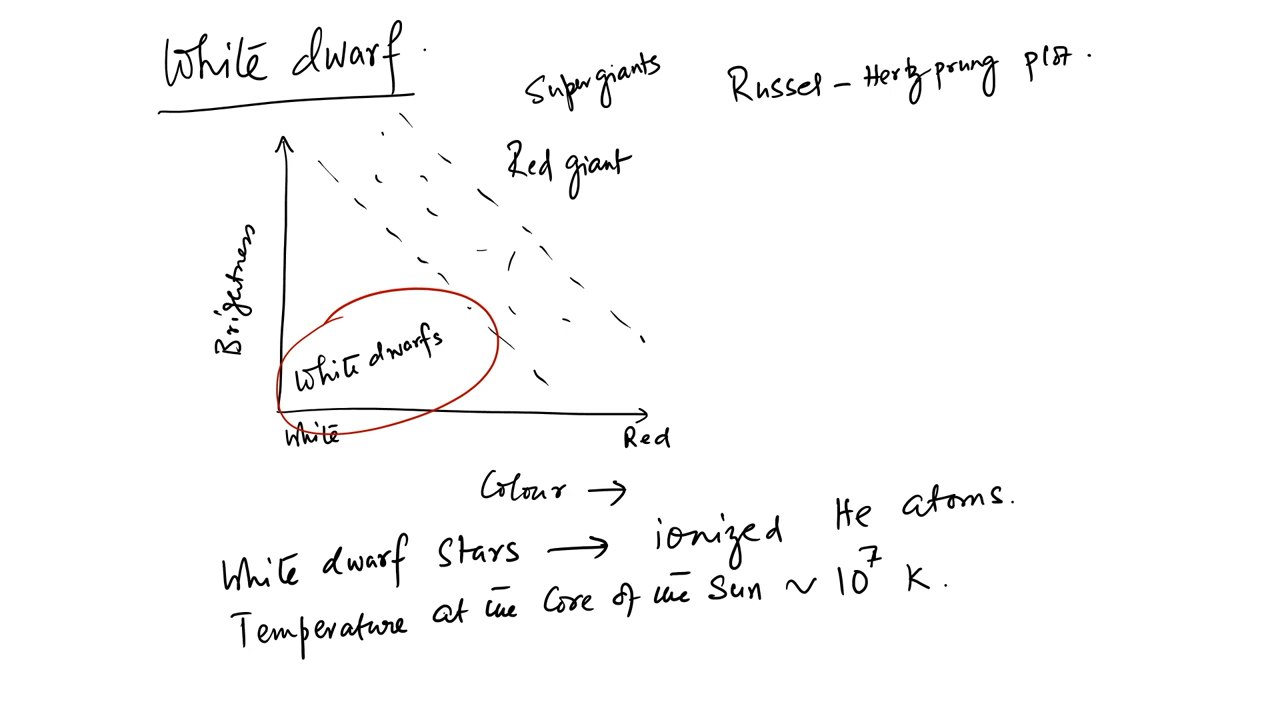 White dwarf.
Supergiants
Russel - Hertzprung plot.
Red giant
Brightness
White dwarfs
White
Red
Colour →
White dwarf stars → ionized He atoms.
Temperature at the core of the Sun ~ 10⁷ K.